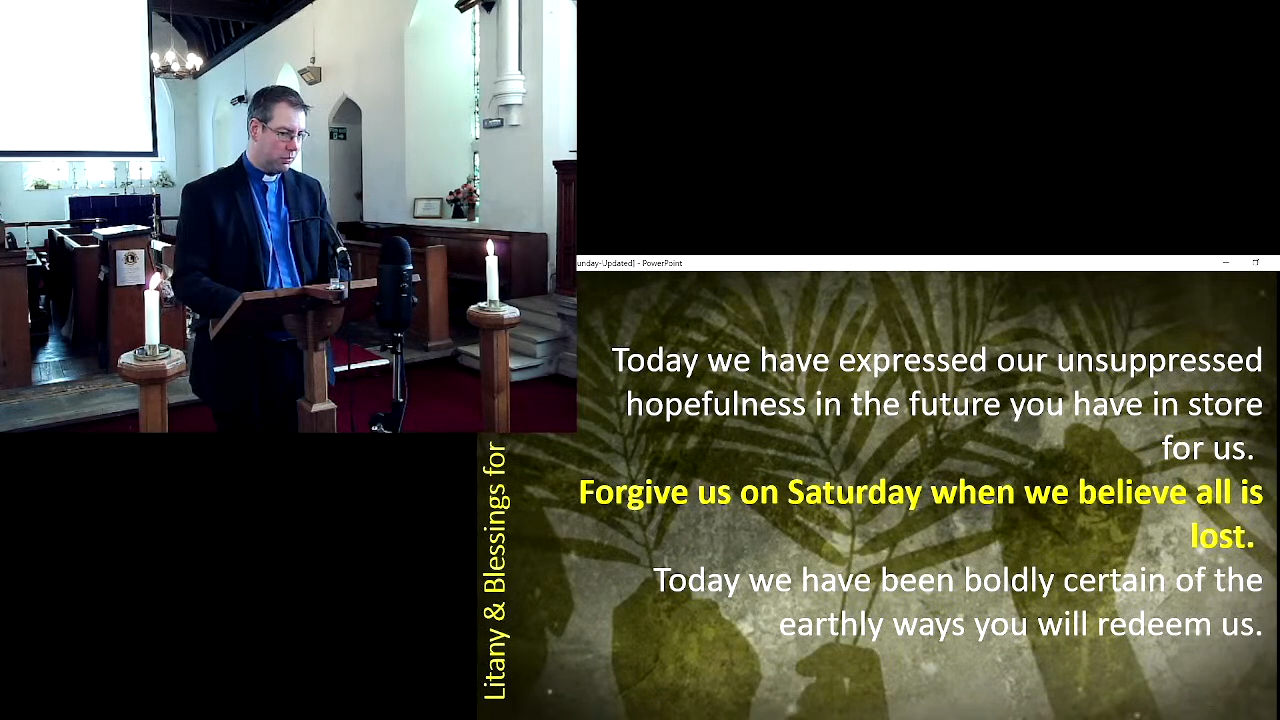 unday-Updated] - PowerPoint
Today we have expressed our unsuppressed
hopefulness in the future you have in store
for us.
Forgive us on Saturday when we believe all is
lost.
Today we have been boldly certain of the
earthly ways you will redeem us.
Litany & Blessings for